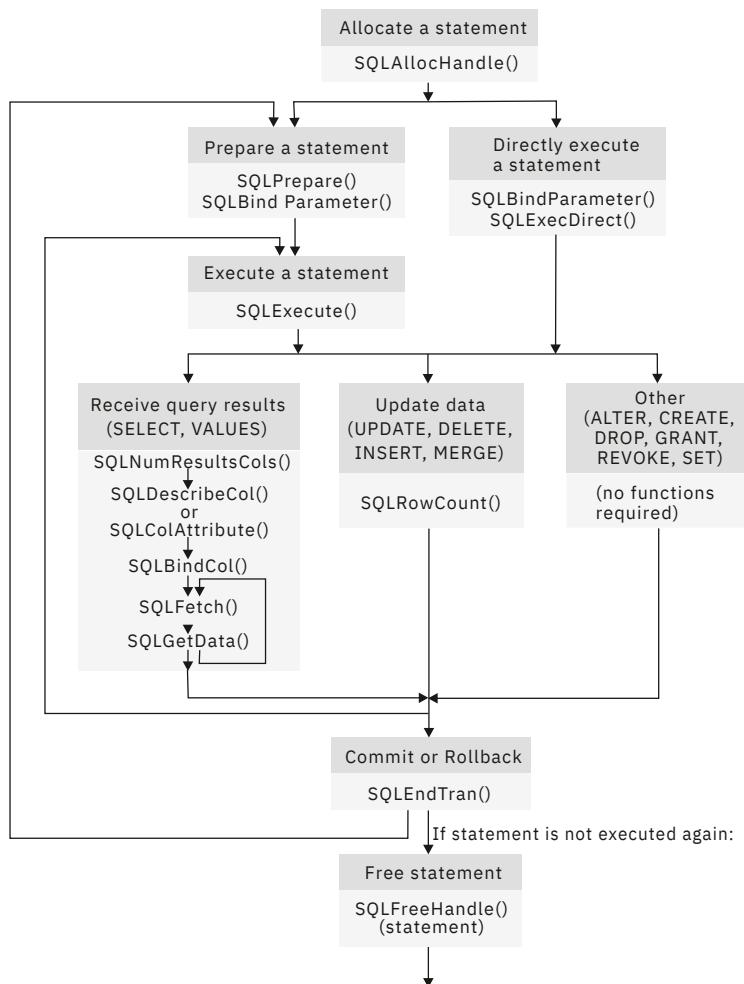 Allocate a statement
SQLAllocHandle()
Prepare a statement
SQLPrepare()
SQLBind Parameter()
Directly execute
a statement
SQLBindParameter()
SQLExecDirect()
Execute a statement
SQLExecute()
Receive query results
(SELECT, VALUES)
SQLNumResultsCols()
SQLDescribeCol()
or
SQLColAttribute()
SQLBindCol()
SQLFetch()
SQLGetData()
Update data
(UPDATE, DELETE,
INSERT, MERGE)
SQLRowCount()
Other
(ALTER, CREATE,
DROP, GRANT,
REVOKE, SET)
(no functions
required)
Commit or Rollback
SQLEndTran()
If statement is not executed again:
Free statement
SQLFreeHandle()
(statement)